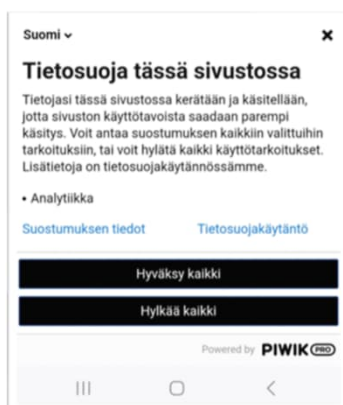 Suomi
Tietosuoja tässä sivustossa
Tietojasi tässä sivustossa kerätään ja käsitellään,
jotta sivuston käyttötavoista saadaan parempi
käsitys. Voit antaa suostumuksen kaikkiin valittuihin
tarkoituksiin, tai voit hylätä kaikki käyttötarkoitukset.
Lisätietoja on tietosuojakäytännössämme.
• Analytiikka
Suostumuksen tiedot Tietosuojakäytäntö
Hyväksy kaikki
Hylkää kaikki
Powered by PIWIK PRO